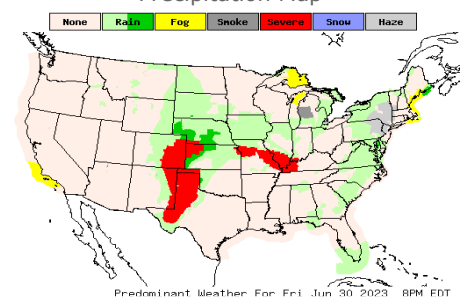 Precipitation Map
None Rain Fog Smoke Severe Snow Haze
Predominant Weather For Fri Jun 30 2023 8PM EDT